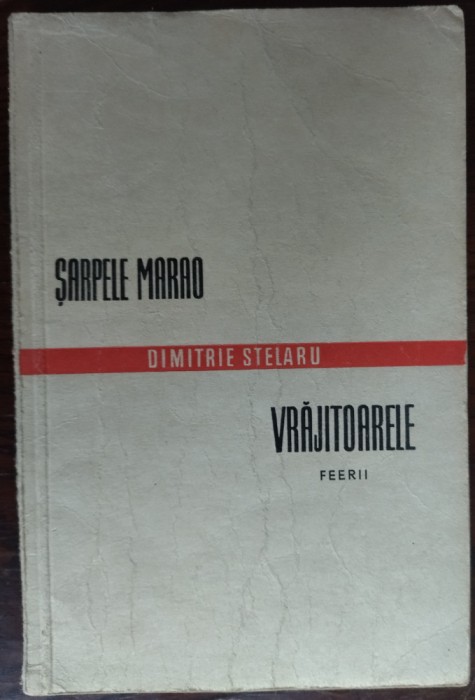 ȘARPELE MARAO
DIMITRIE STELARU
VRĂJITOARELE
FEERII